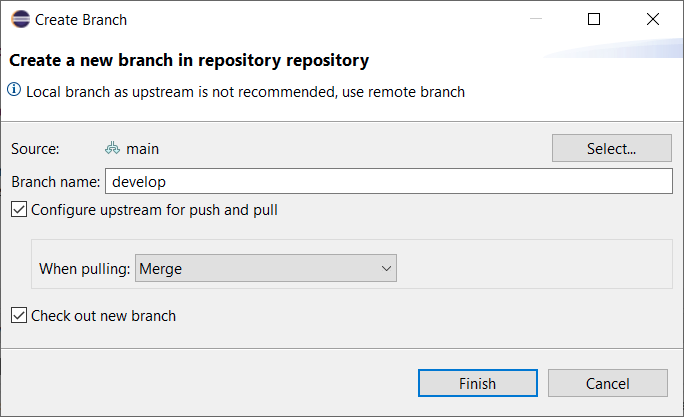 Create Branch
Create a new branch in repository repository
Local branch as upstream is not recommended, use remote branch
Source: main Select...
Branch name: develop
Configure upstream for push and pull
When pulling: Merge
Check out new branch
Finish Cancel